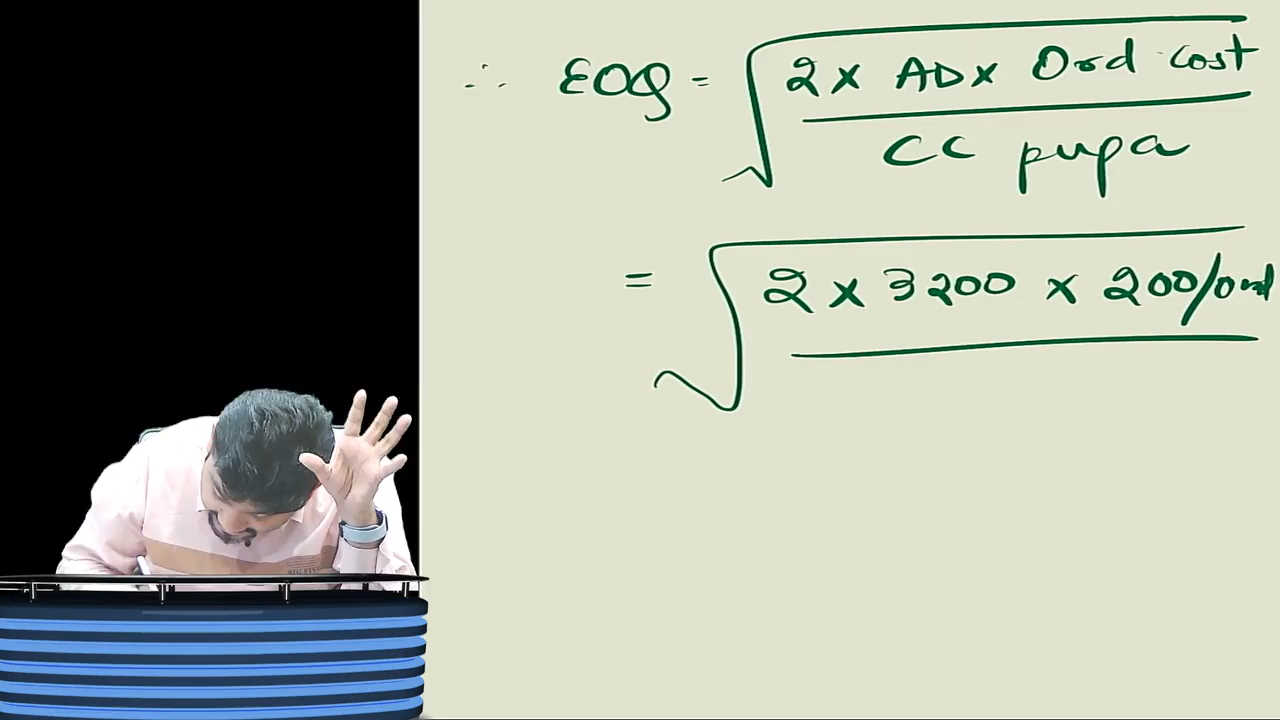 ∴ EOQ = √ 2 x AD x Ord cost
CC pupa
= √ 2 x 3200 x 200/ord